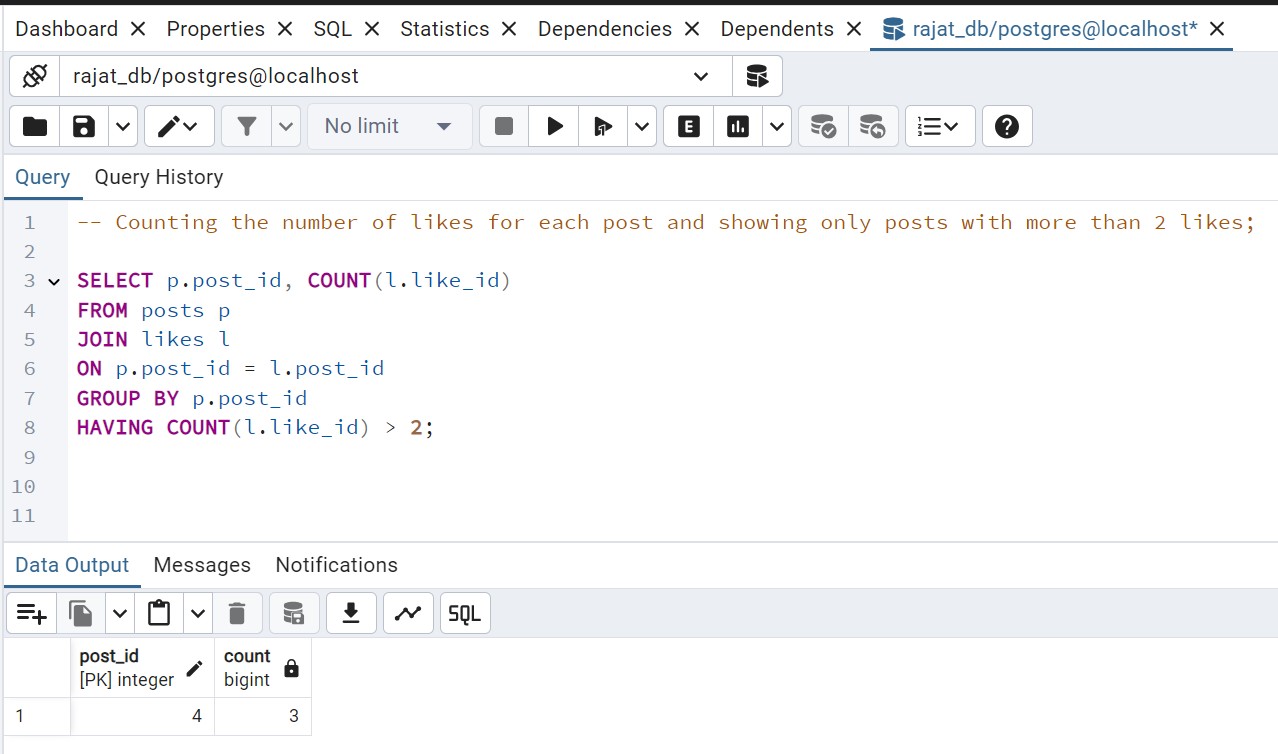 Dashboard Properties SQL Statistics Dependencies Dependents rajat_db/postgres@localhost*
rajat_db/postgres@localhost
No limit E
Query Query History
1 -- Counting the number of likes for each post and showing only posts with more than 2 likes;
2
3 SELECT p.post_id, COUNT(l.like_id)
4 FROM posts p
5 JOIN likes l
6 ON p.post_id = l.post_id
7 GROUP BY p.post_id
8 HAVING COUNT(l.like_id) > 2;
9
10
11
Data Output Messages Notifications
SQL
post_id count
[PK] integer bigint
1 4 3